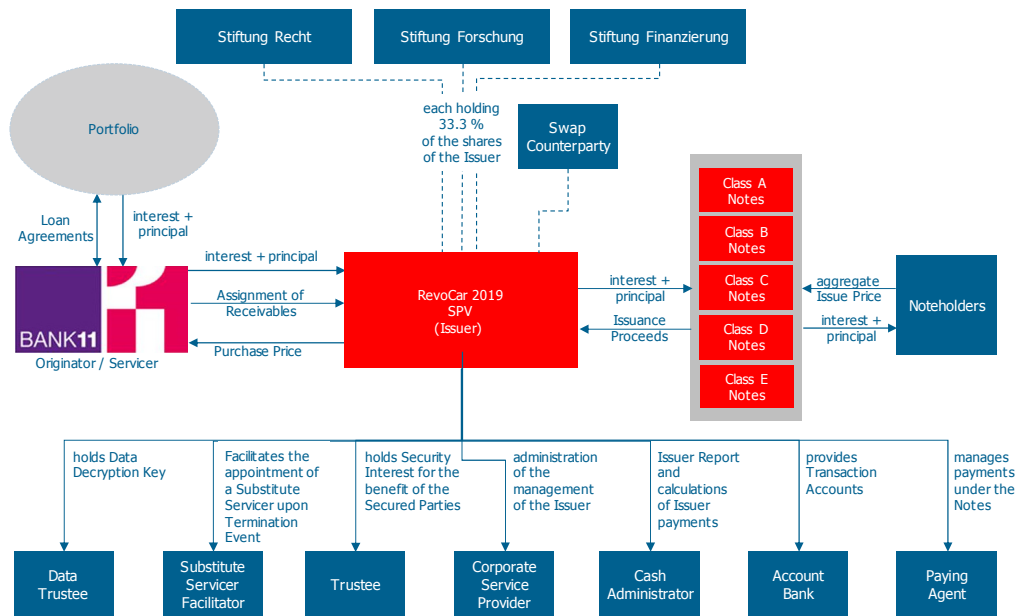 Stiftung Recht
Stiftung Forschung
Stiftung Finanzierung
each holding
33.3 %
of the shares
of the Issuer
Swap
Counterparty
Portfolio
Loan
Agreements
interest +
principal
BANK11
Originator / Servicer
interest + principal
Assignment of
Receivables
Purchase Price
RevoCar 2019
SPV
(Issuer)
interest +
principal
Issuance
Proceeds
Class A
Notes
Class B
Notes
Class C
Notes
Class D
Notes
Class E
Notes
aggregate
Issue Price
interest +
principal
Noteholders
holds Data
Decryption Key
Facilitates the
appointment of
a Substitute
Servicer upon
Termination
Event
holds Security
Interest for the
benefit of the
Secured Parties
administration
of the
management
of the Issuer
Issuer Report
and
calculations
of Issuer
payments
provides
Transaction
Accounts
manages
payments
under the
Notes
Data
Trustee
Substitute
Servicer
Facilitator
Trustee
Corporate
Service
Provider
Cash
Administrator
Account
Bank
Paying
Agent